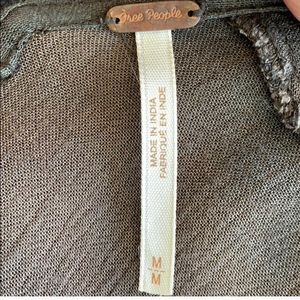 Free People
MADE IN INDIA
FABRIQUÉ EN INDE
M
M